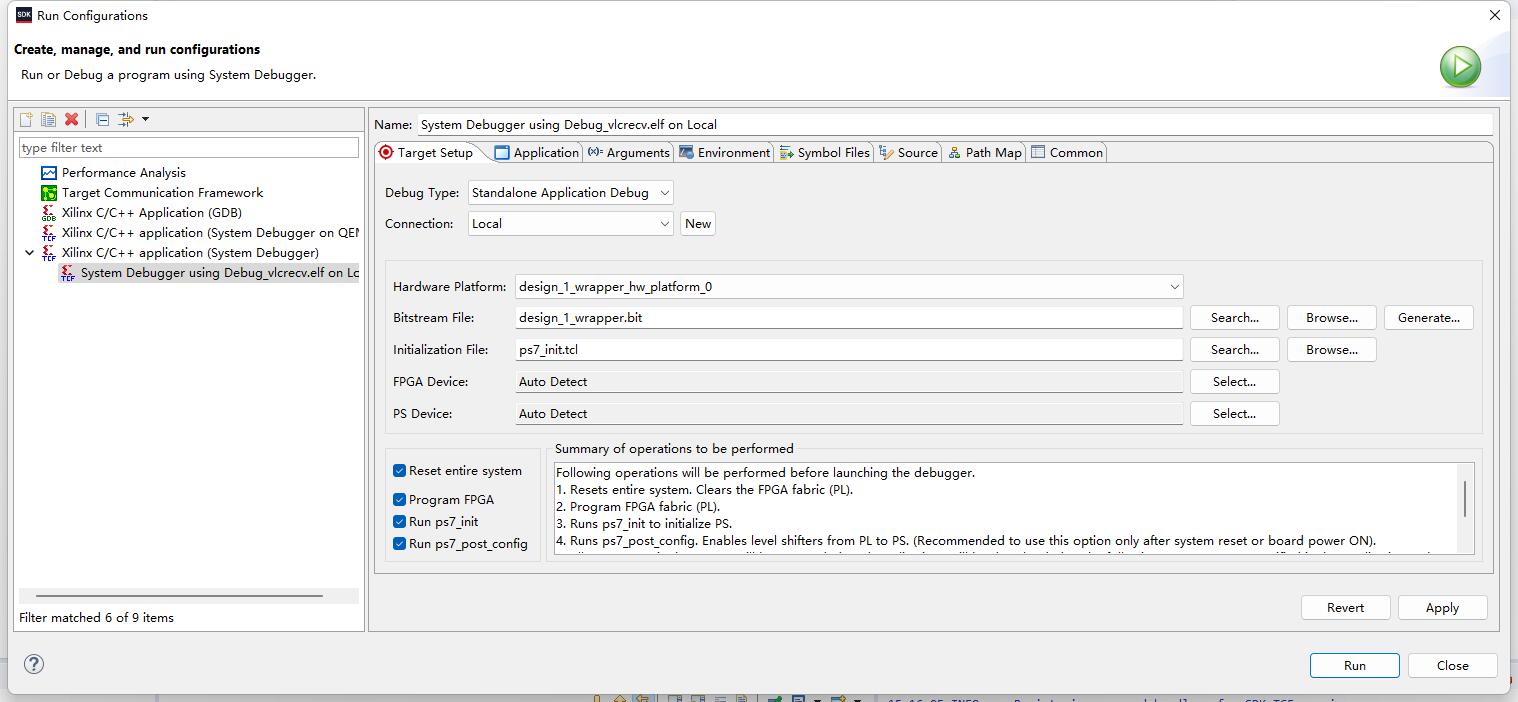 SDK Run Configurations
Create, manage, and run configurations
Run or Debug a program using System Debugger.
type filter text
Performance Analysis
Target Communication Framework
GDB Xilinx C/C++ Application (GDB)
TCF Xilinx C/C++ application (System Debugger on QEM
TCF Xilinx C/C++ application (System Debugger)
TCF System Debugger using Debug_vlcrecv.elf on Lo
Filter matched 6 of 9 items
Name: System Debugger using Debug_vlcrecv.elf on Local
Target Setup Application (x)= Arguments Environment Symbol Files Source Path Map Common
Debug Type: Standalone Application Debug
Connection: Local New
Hardware Platform: design_1_wrapper_hw_platform_0
Bitstream File: design_1_wrapper.bit Search... Browse... Generate...
Initialization File: ps7_init.tcl Search... Browse...
FPGA Device: Auto Detect Select...
PS Device: Auto Detect Select...
Reset entire system
Program FPGA
Run ps7_init
Run ps7_post_config
Summary of operations to be performed
Following operations will be performed before launching the debugger.
1. Resets entire system. Clears the FPGA fabric (PL).
2. Program FPGA fabric (PL).
3. Runs ps7_init to initialize PS.
4. Runs ps7_post_config. Enables level shifters from PL to PS. (Recommended to use this option only after system reset or board power ON).
Revert Apply
? Run Close